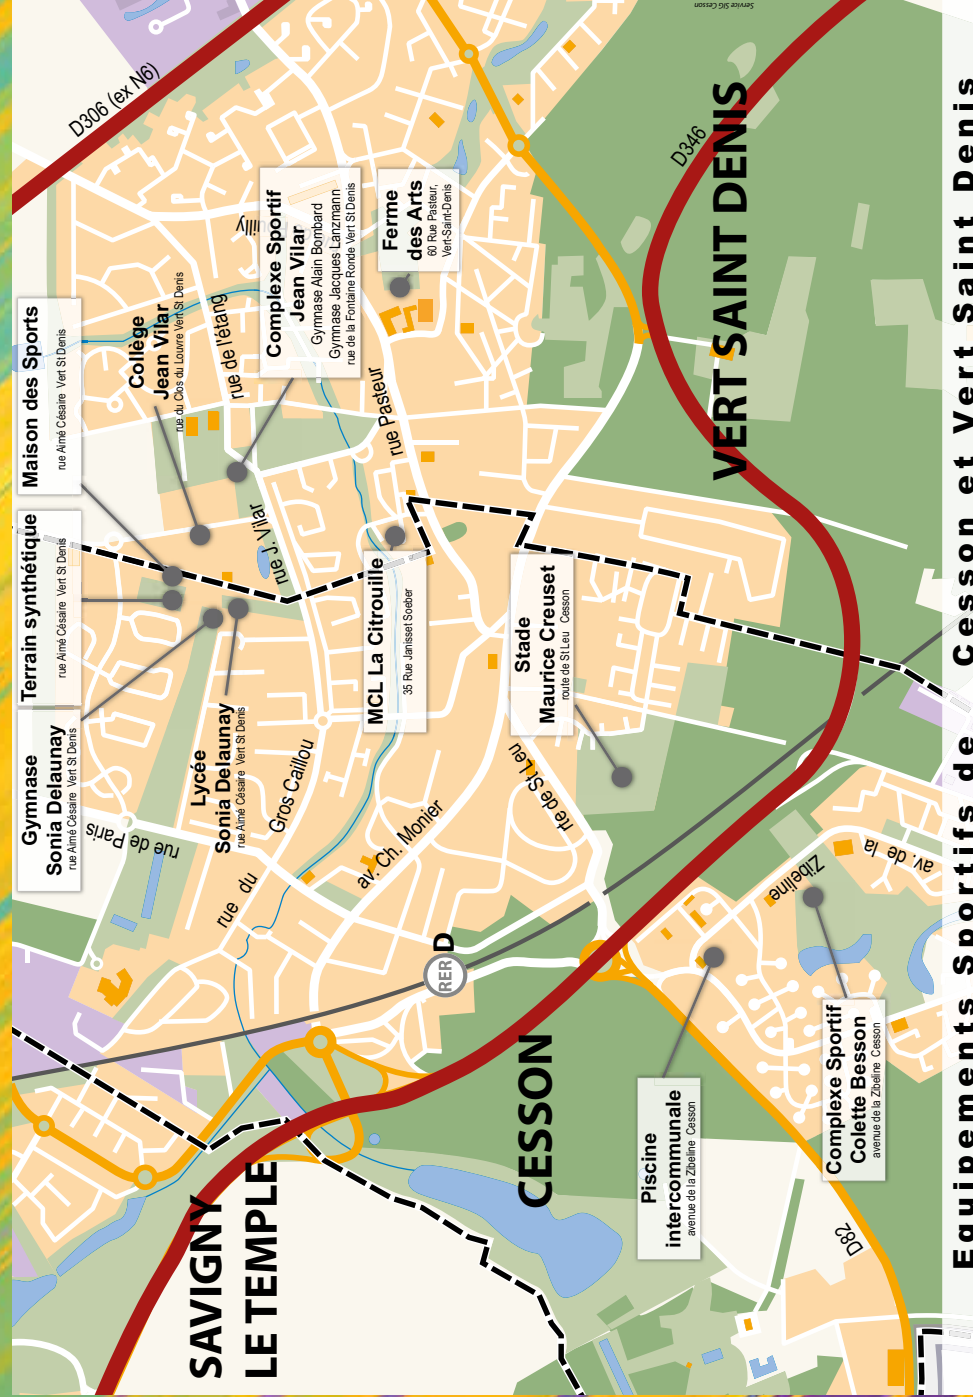 Equipements Sportifs de Cesson et Vert saint Denis
SAVIGNY
LE TEMPLE
CESSON
VERT SAINT DENIS
Gymnase
Sonia Delaunay
rue Aimé Césaire Vert St Denis
Terrain synthétique
rue Aimé Césaire Vert St Denis
Maison des Sports
rue Aimé Césaire Vert St Denis
Collège
Jean Vilar
rue du Clos du Louvre Vert St Denis
Lycée
Sonia Delaunay
rue Aimé Césaire Vert St Denis
Complexe Sportif
Jean Vilar
Gymnase Alain Bombard
Gymnase Jacques Lanzmann
rue de la Fontaine Ronde Vert St Denis
Ferme
des Arts
60 Rue Pasteur,
Vert-Saint-Denis
MCL La Citrouille
35 Rue Janisset Soeber
Stade
Maurice Creuset
route de St Leu Cesson
Piscine
intercommunale
avenue de la Zibeline Cesson
Complexe Sportif
Colette Besson
avenue de la Zibeline Cesson
D306 (ex N6)
D346
D82
RER D
rue de Paris
rue du Gros Caillou
rue J. Vilar
rue de l'étang
rue Pasteur
av. Ch. Monier
rte de St Leu
av. de la Zibeline
Service SIG Cesson